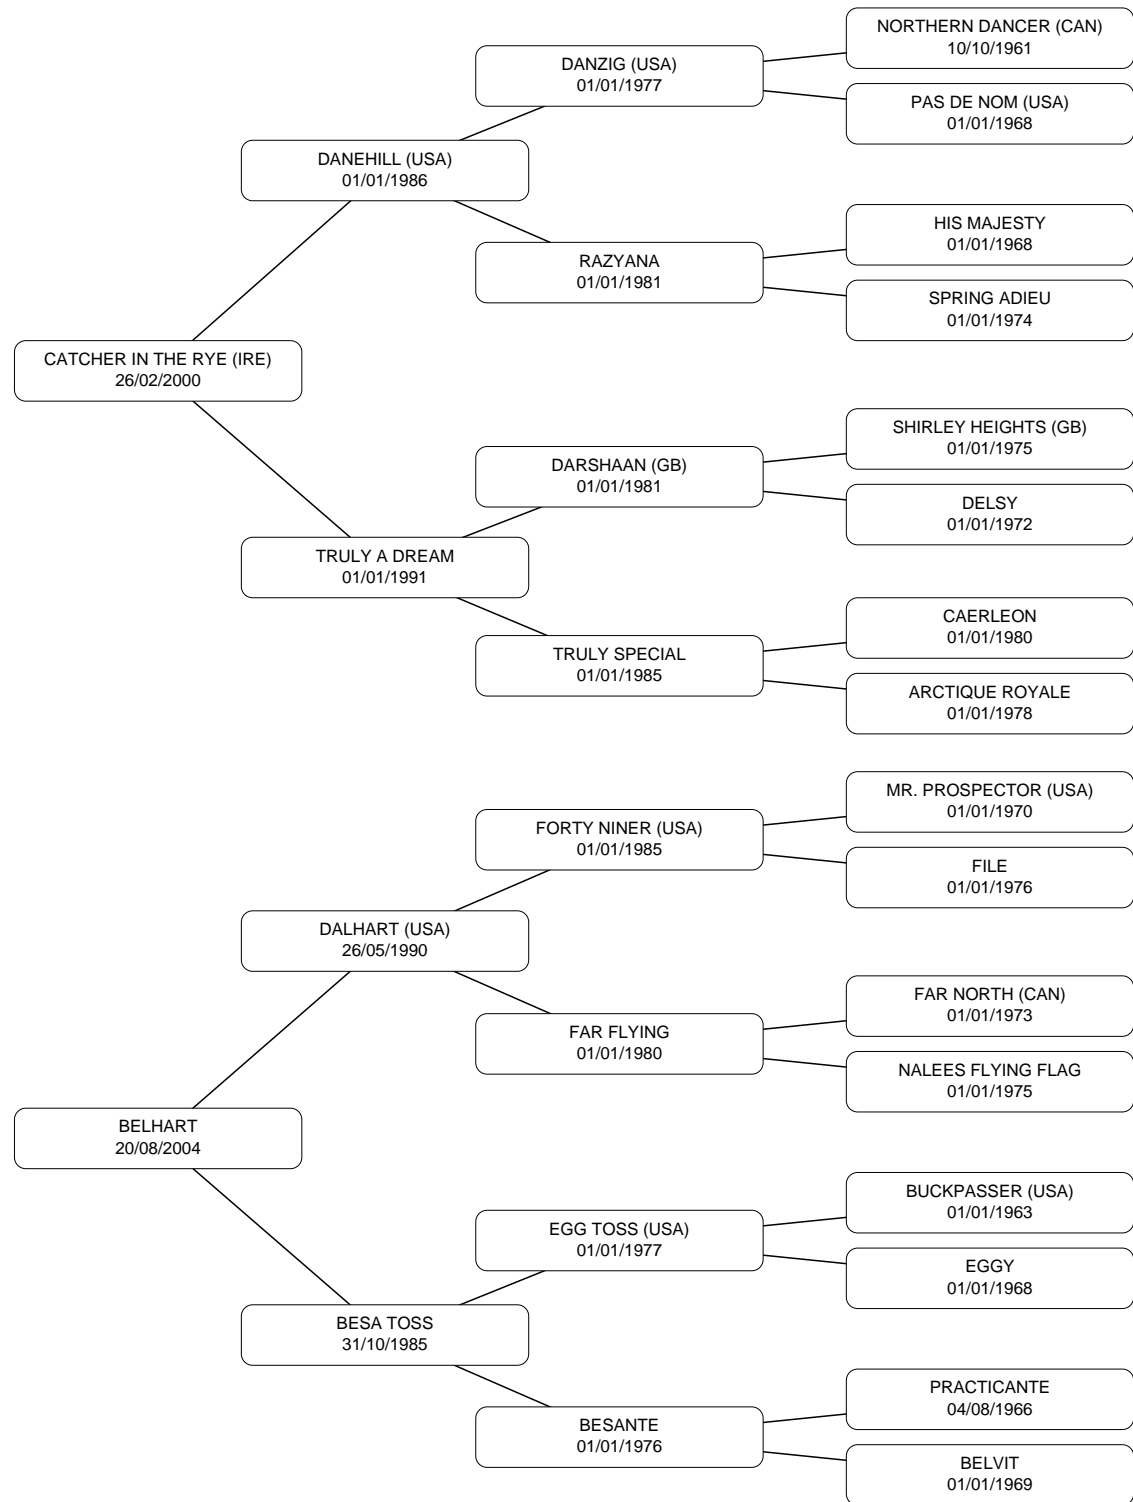 NORTHERN DANCER (CAN)
10/10/1961
DANZIG (USA)
01/01/1977
PAS DE NOM (USA)
01/01/1968
DANEHILL (USA)
01/01/1986
HIS MAJESTY
01/01/1968
RAZYANA
01/01/1981
SPRING ADIEU
01/01/1974
CATCHER IN THE RYE (IRE)
26/02/2000
SHIRLEY HEIGHTS (GB)
01/01/1975
DARSHAAN (GB)
01/01/1981
DELSY
01/01/1972
TRULY A DREAM
01/01/1991
CAERLEON
01/01/1980
TRULY SPECIAL
01/01/1985
ARCTIQUE ROYALE
01/01/1978
MR. PROSPECTOR (USA)
01/01/1970
FORTY NINER (USA)
01/01/1985
FILE
01/01/1976
DALHART (USA)
26/05/1990
FAR NORTH (CAN)
01/01/1973
FAR FLYING
01/01/1980
NALEES FLYING FLAG
01/01/1975
BELHART
20/08/2004
BUCKPASSER (USA)
01/01/1963
EGG TOSS (USA)
01/01/1977
EGGY
01/01/1968
BESA TOSS
31/10/1985
PRACTICANTE
04/08/1966
BESANTE
01/01/1976
BELVIT
01/01/1969